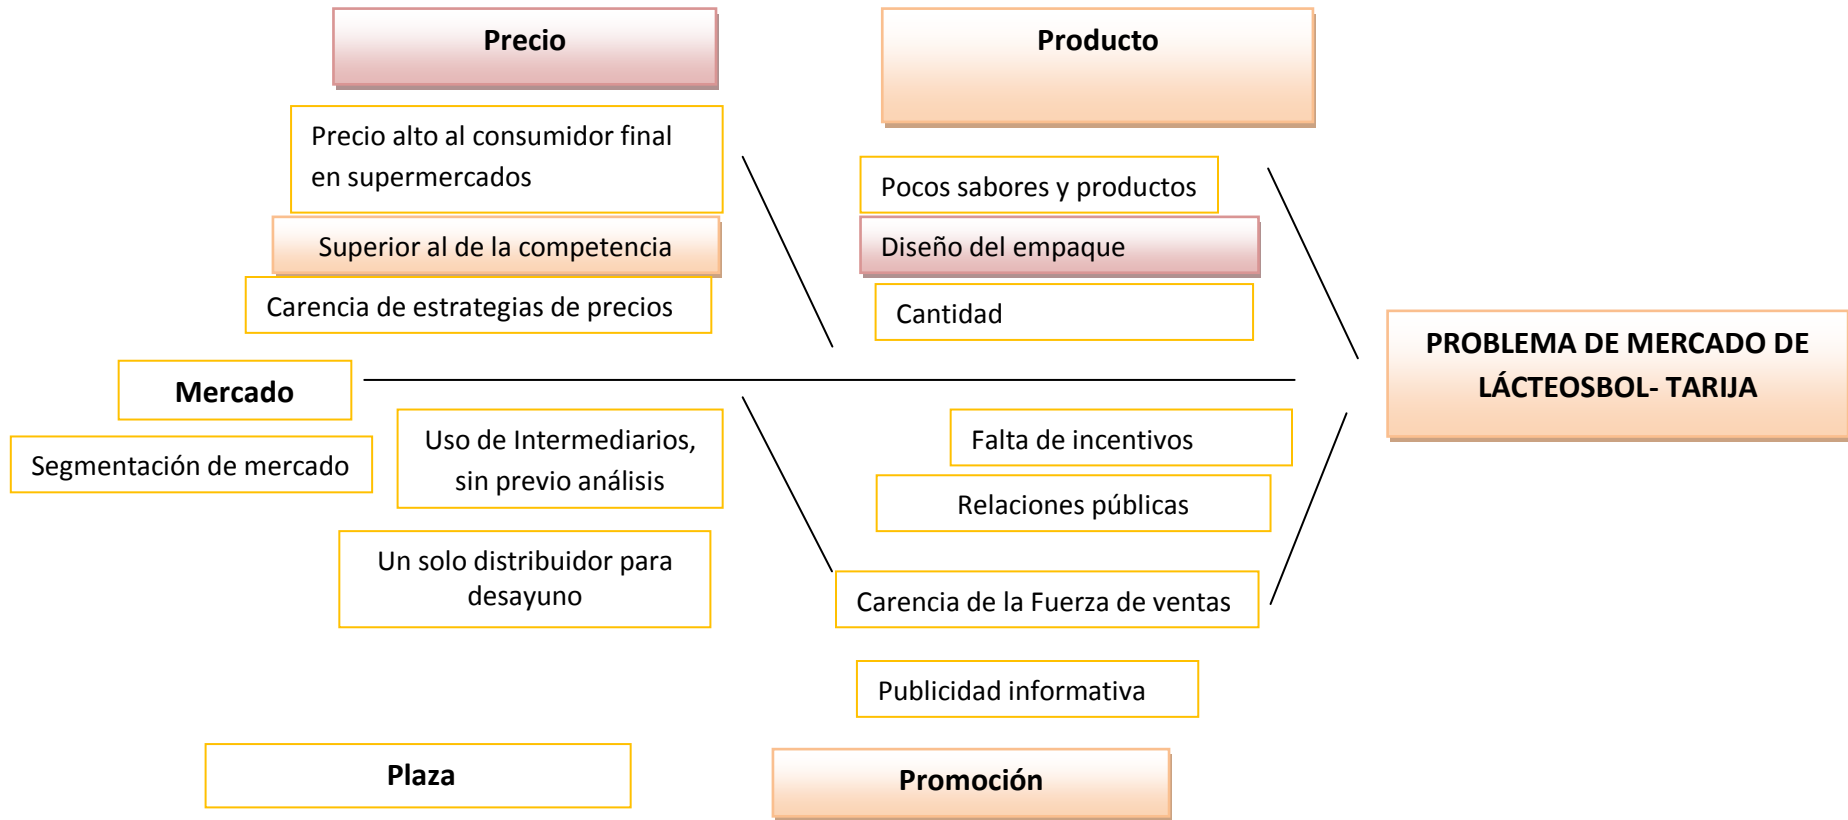 Precio
Producto
Precio alto al consumidor final
en supermercados
Pocos sabores y productos
Superior al de la competencia
Diseño del empaque
Carencia de estrategias de precios
Cantidad
PROBLEMA DE MERCADO DE
LÁCTEOSBOL- TARIJA
Mercado
Segmentación de mercado
Uso de Intermediarios,
sin previo análisis
Falta de incentivos
Relaciones públicas
Un solo distribuidor para
desayuno
Carencia de la Fuerza de ventas
Publicidad informativa
Plaza
Promoción